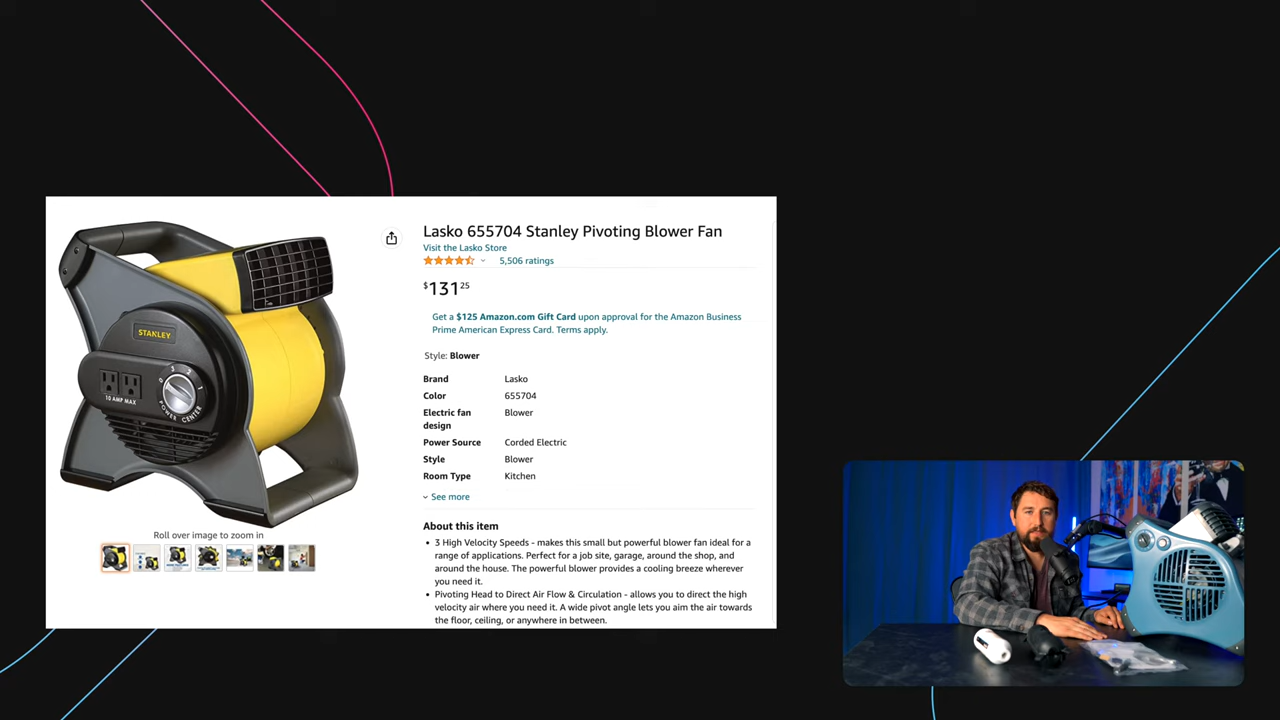 Lasko 655704 Stanley Pivoting Blower Fan
Visit the Lasko Store
5,506 ratings
$131.25
Get a $125 Amazon.com Gift Card upon approval for the Amazon Business
Prime American Express Card. Terms apply.
Style: Blower
Brand Lasko
Color 655704
Electric fan design Blower
Power Source Corded Electric
Style Blower
Room Type Kitchen
See more
About this item
3 High Velocity Speeds - makes this small but powerful blower fan ideal for a
range of applications. Perfect for a job site, garage, around the shop, and
around the house. The powerful blower provides a cooling breeze wherever
you need it.
Pivoting Head to Direct Air Flow & Circulation - allows you to direct the high
velocity air where you need it. A wide pivot angle lets you aim the air towards
the floor, ceiling, or anywhere in between.
STANLEY
10 AMP MAX
0 3 2 1
POWER CENTER
Roll over image to zoom in